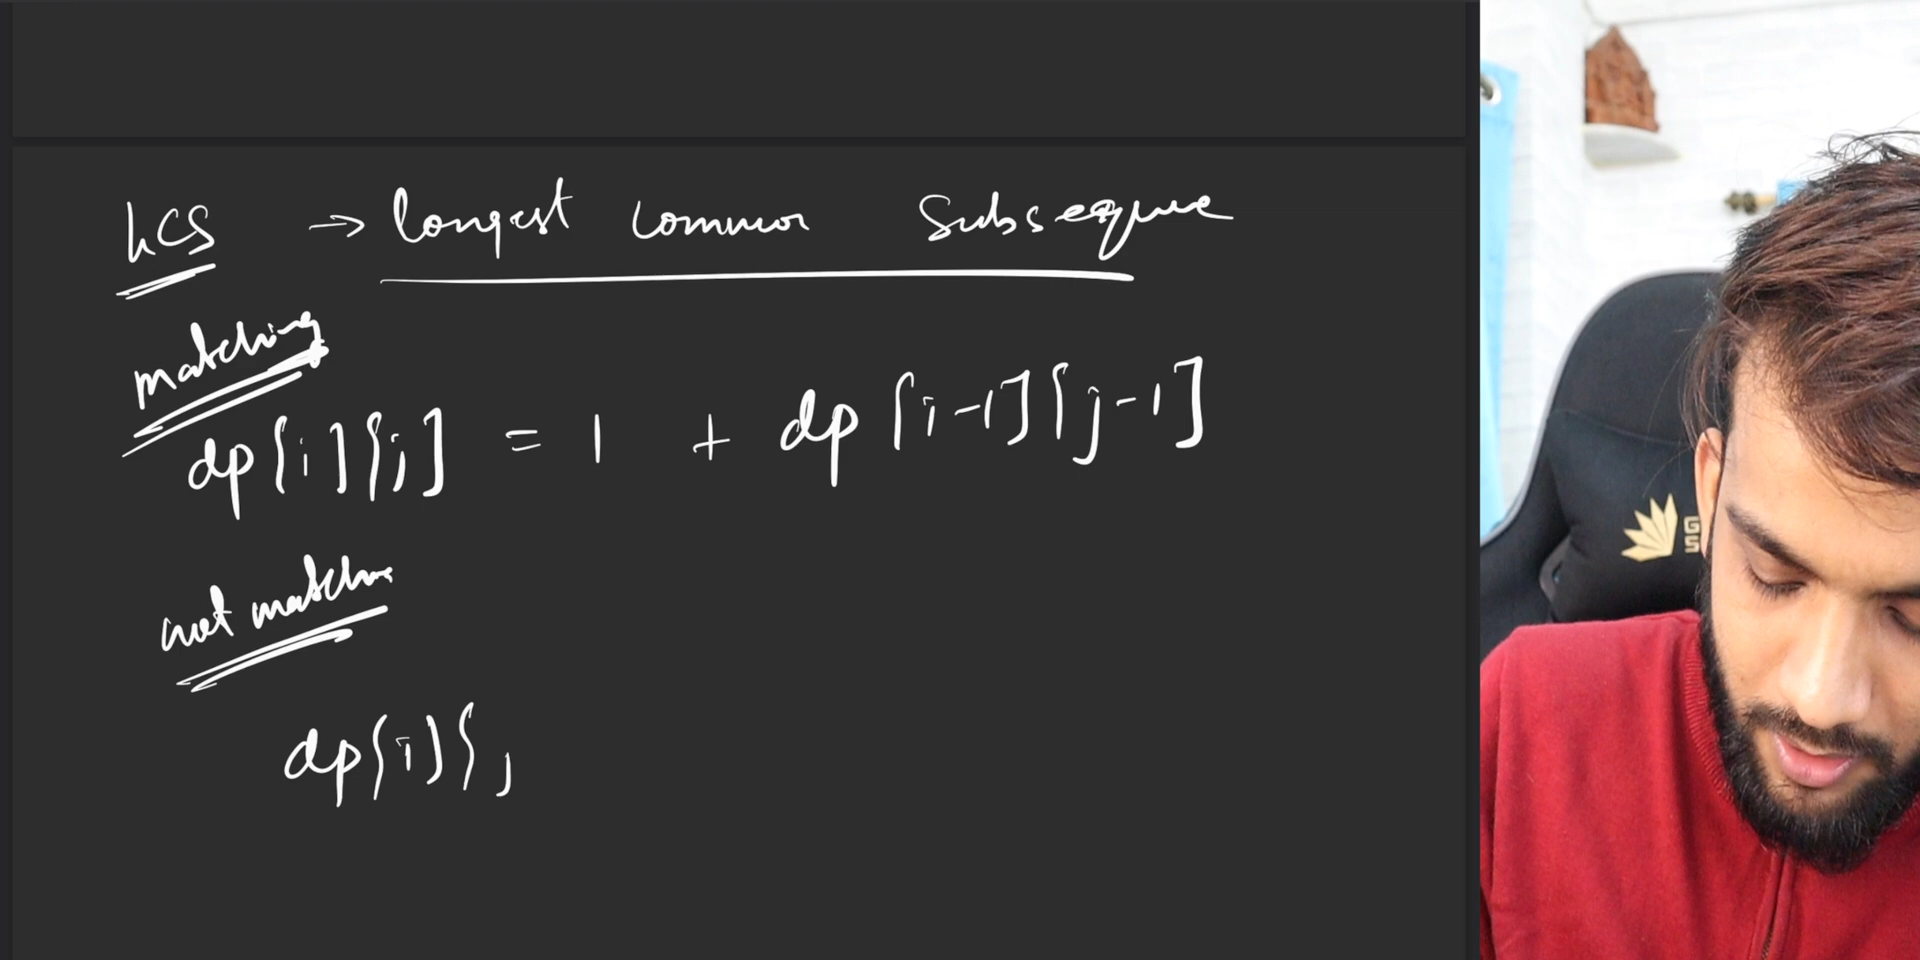 LCS → longest common Subsequence
matching
dp[i][j] = 1 + dp[i-1][j-1]
not matching
dp[i][j
G
S